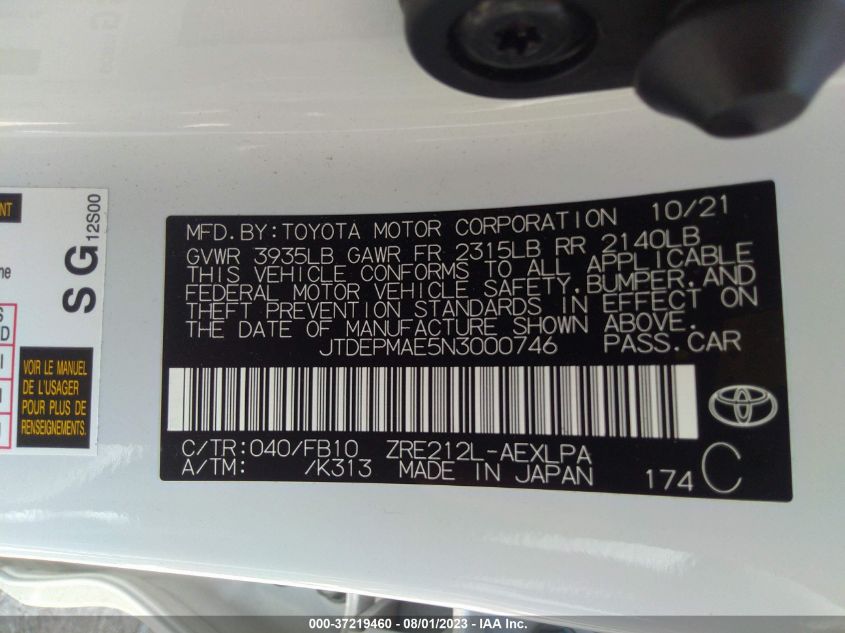 NT
SG 12S00
ne
S
D
VOIR LE MANUEL
DE L'USAGER
POUR PLUS DE
RENSEIGNEMENTS.
MFD.BY:TOYOTA MOTOR CORPORATION 10/21
GVWR 3935LB GAWR FR 2315LB RR 2140LB
THIS VEHICLE CONFORMS TO ALL APPLICABLE
FEDERAL MOTOR VEHICLE SAFETY,BUMPER,AND
THEFT PREVENTION STANDARDS IN EFFECT ON
THE DATE OF MANUFACTURE SHOWN ABOVE.
JTDEPMAE5N3000746 PASS.CAR
C/TR:040/FB10 ZRE212L-AEXLPA
A/TM: /K313 MADE IN JAPAN 174 C
000-37219460 - 08/01/2023 - IAA Inc.